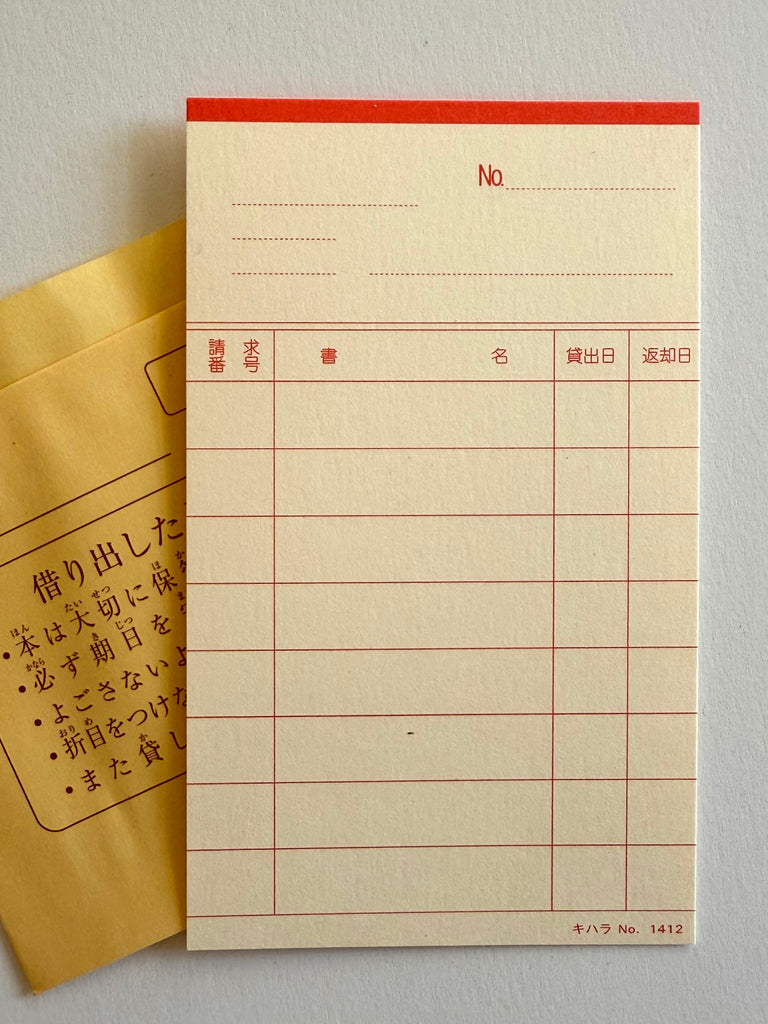 No.
請求番号 書名 貸出日 返却日
キハラ No. 1412
借り出した
・本は大切に保
・必ず期日を
・よごさないよ
・折目をつけな
・また貸し